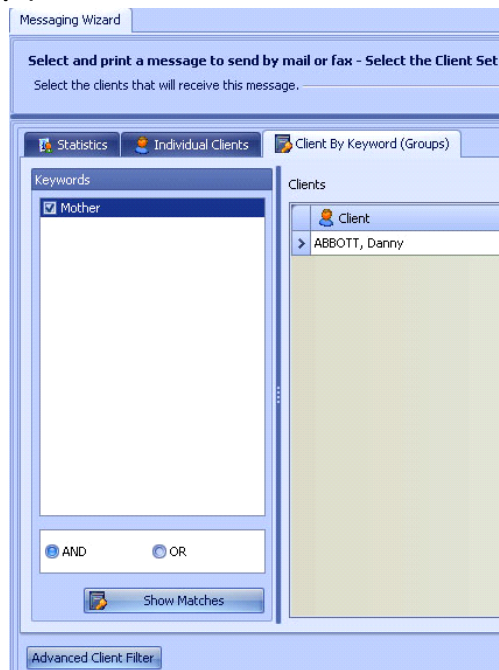 Messaging Wizard
Select and print a message to send by mail or fax - Select the Client Set
Select the clients that will receive this message.
Statistics
Individual Clients
Client By Keyword (Groups)
Keywords
Mother
Clients
Client
ABBOTT, Danny
AND
OR
Show Matches
Advanced Client Filter